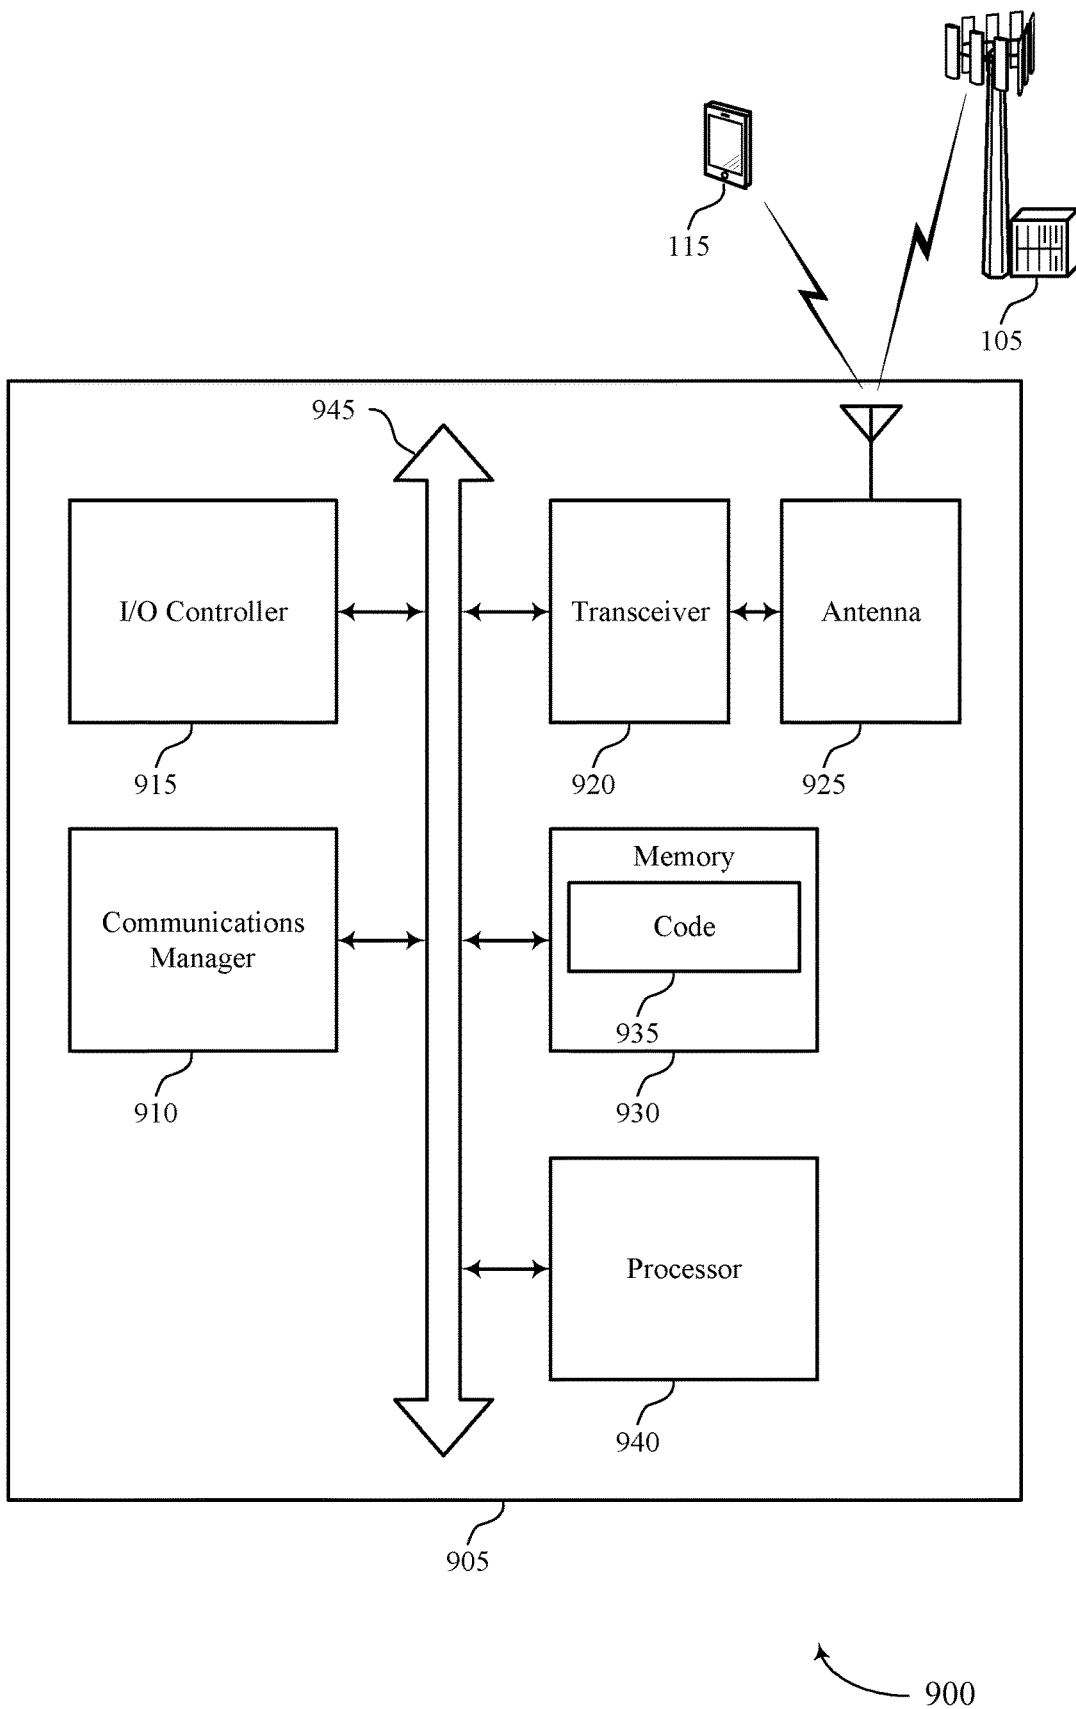 115
105
945
I/O Controller
Transceiver
Antenna
915
920
925
Communications
Manager
Memory
Code
935
910
930
Processor
940
905
900